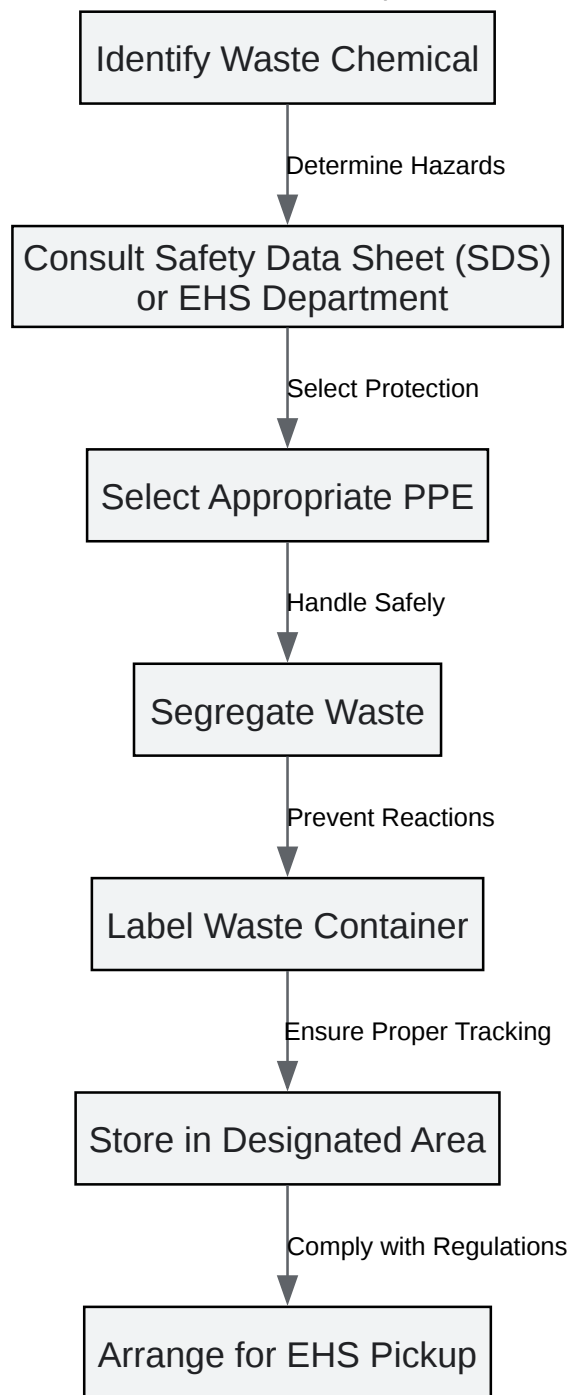 Identify Waste Chemical
Determine Hazards
Consult Safety Data Sheet (SDS)
or EHS Department
Select Protection
Select Appropriate PPE
Handle Safely
Segregate Waste
Prevent Reactions
Label Waste Container
Ensure Proper Tracking
Store in Designated Area
Comply with Regulations
Arrange for EHS Pickup